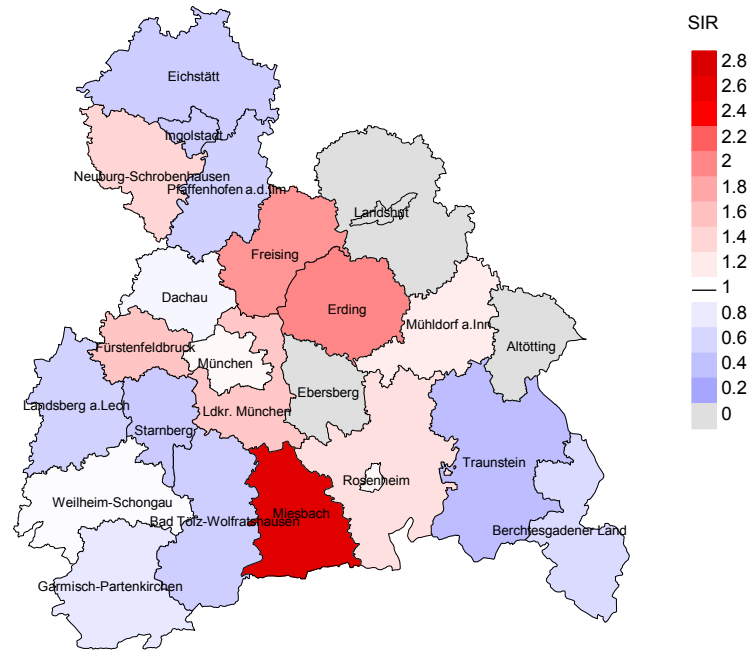 SIR
2.8
2.6
2.4
2.2
2
1.8
1.6
1.4
1.2
1
0.8
0.6
0.4
0.2
0
Eichstätt
Ingolstadt
Neuburg-Schrobenhausen
Pfaffenhofen a.d.Ilm
Landshut
Freising
Dachau
Erding
Mühldorf a.Inn
Fürstenfeldbruck
München
Altötting
Ebersberg
Landsberg a.Lech
Ldkr. München
Starnberg
Traunstein
Rosenheim
Weilheim-Schongau
Miesbach
Bad Tölz-Wolfratshausen
Berchtesgadener Land
Garmisch-Partenkirchen